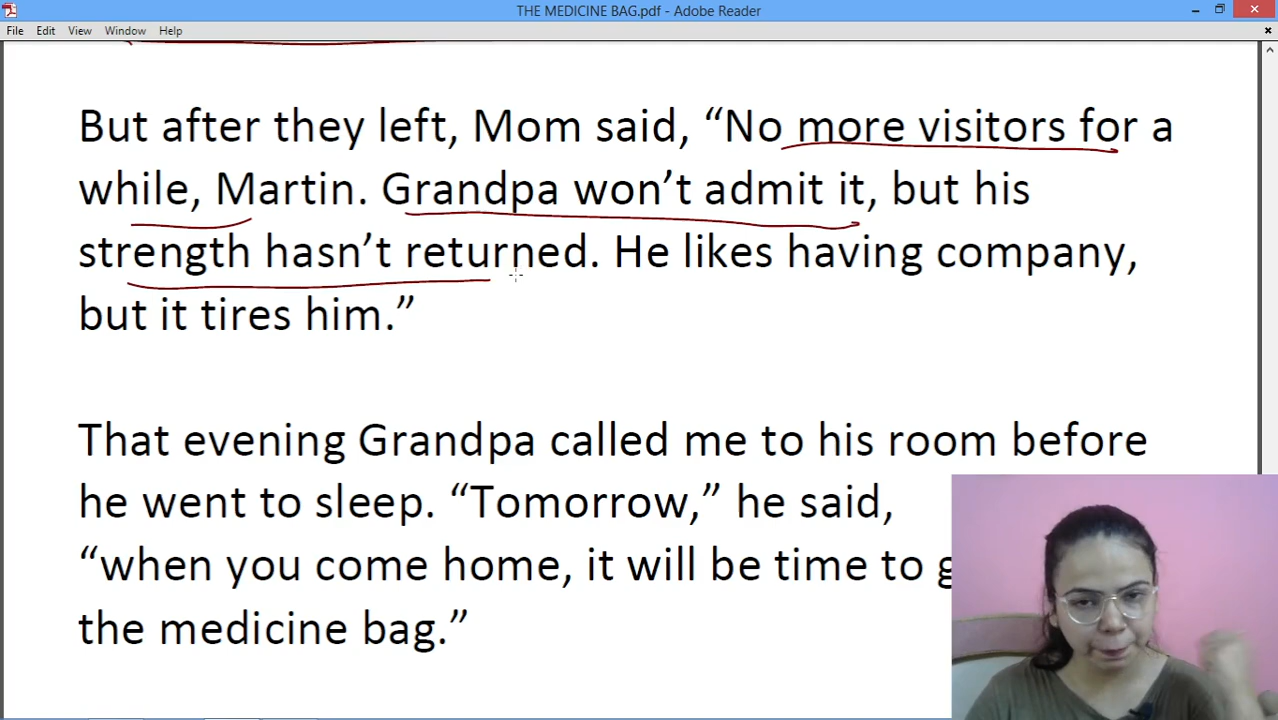 THE MEDICINE BAG.pdf - Adobe Reader
File Edit View Window Help
But after they left, Mom said, “No more visitors for a
while, Martin. Grandpa won’t admit it, but his
strength hasn’t returned. He likes having company,
but it tires him.”
That evening Grandpa called me to his room before
he went to sleep. “Tomorrow,” he said,
“when you come home, it will be time to
the medicine bag.”